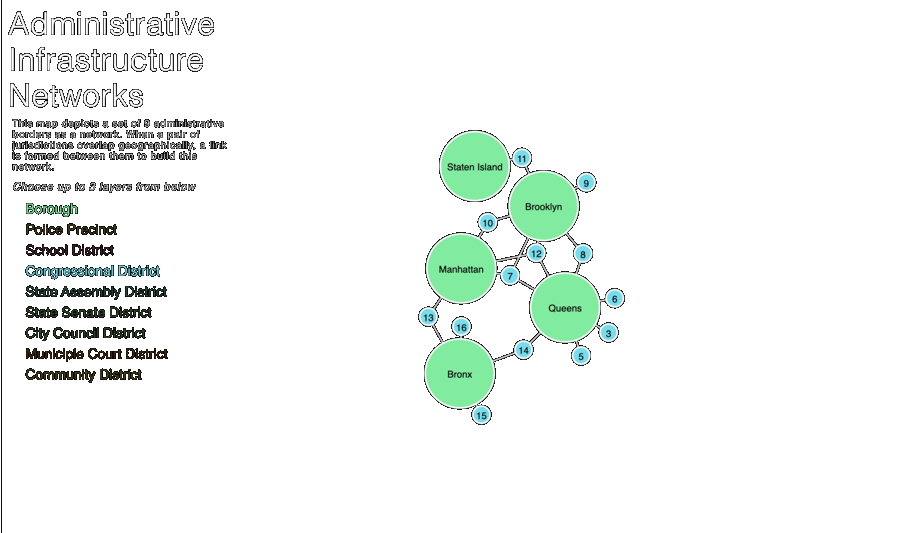 Administrative
Infrastructure
Networks
This map depicts a set of 9 administrative
borders as a network. When a pair of
jurisdictions overlap geographically, a link
is formed between them to build this
network.
Choose up to 3 layers from below
Borough
Police Precinct
School District
Congressional District
State Assembly District
State Senate District
City Council District
Municiple Court District
Community District
Staten Island
11
9
Brooklyn
10
12
8
Manhattan
7
6
Queens
13
16
3
14
5
Bronx
15